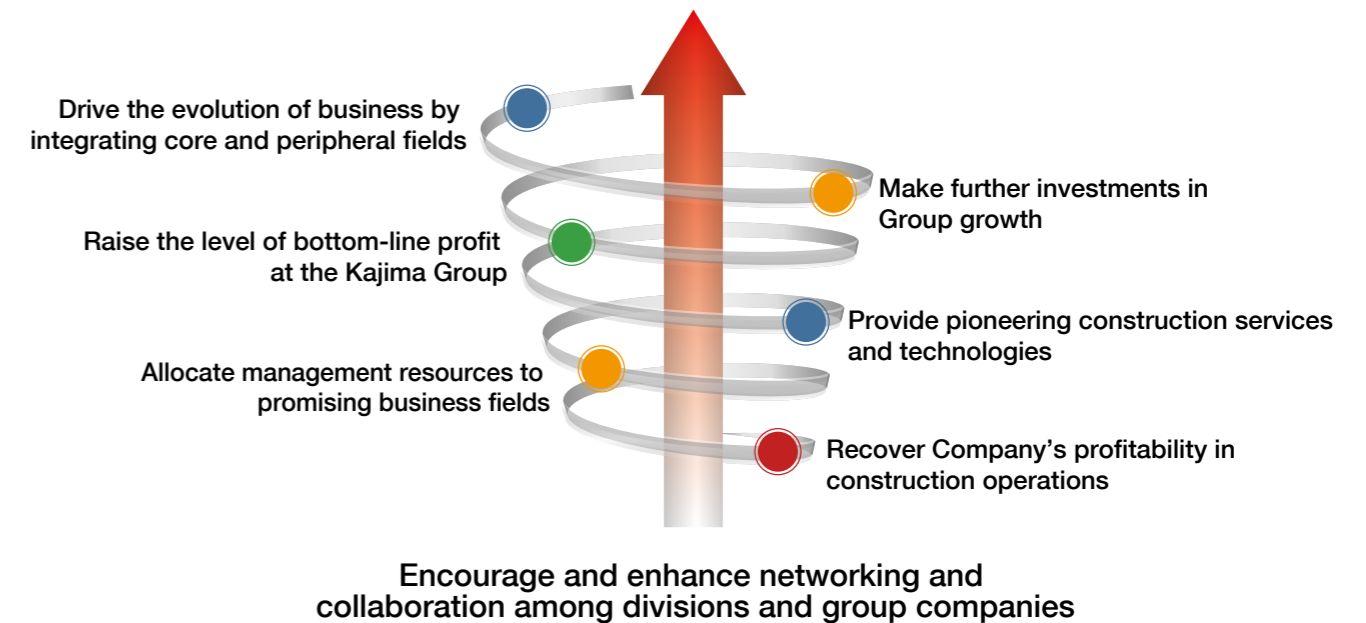 Drive the evolution of business by
integrating core and peripheral fields
Make further investments in
Group growth
Raise the level of bottom-line profit
at the Kajima Group
Provide pioneering construction services
and technologies
Allocate management resources to
promising business fields
Recover Company’s profitability in
construction operations
Encourage and enhance networking and
collaboration among divisions and group companies